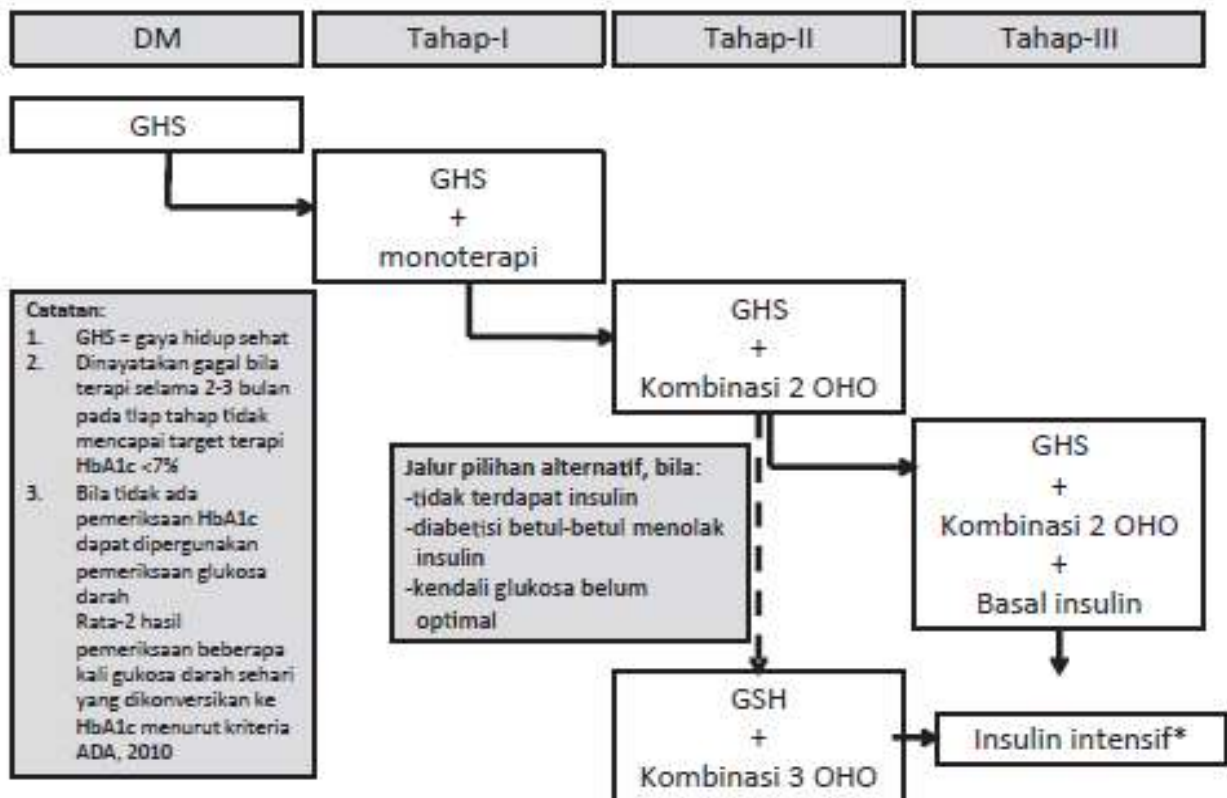 DM
Tahap-I
Tahap-II
Tahap-III
GHS
GHS
+
monoterapi
GHS
+
Kombinasi 2 OHO
GHS
+
Kombinasi 2 OHO
+
Basal insulin
Catatan:
1. GHS = gaya hidup sehat
2. Dinayatakan gagal bila
terapi selama 2-3 bulan
pada tiap tahap tidak
mencapai target terapi
HbA1c <7%
3. Bila tidak ada
pemeriksaan HbA1c
dapat dipergunakan
pemeriksaan glukosa
darah
Rata-2 hasil
pemeriksaan beberapa
kali gukosa darah sehari
yang dikonversikan ke
HbA1c menurut kriteria
ADA, 2010
Jalur pilihan alternatif, bila:
-tidak terdapat insulin
-diabetisi betul-betul menolak
insulin
-kendali glukosa belum
optimal
GSH
+
Kombinasi 3 OHO
Insulin intensif*